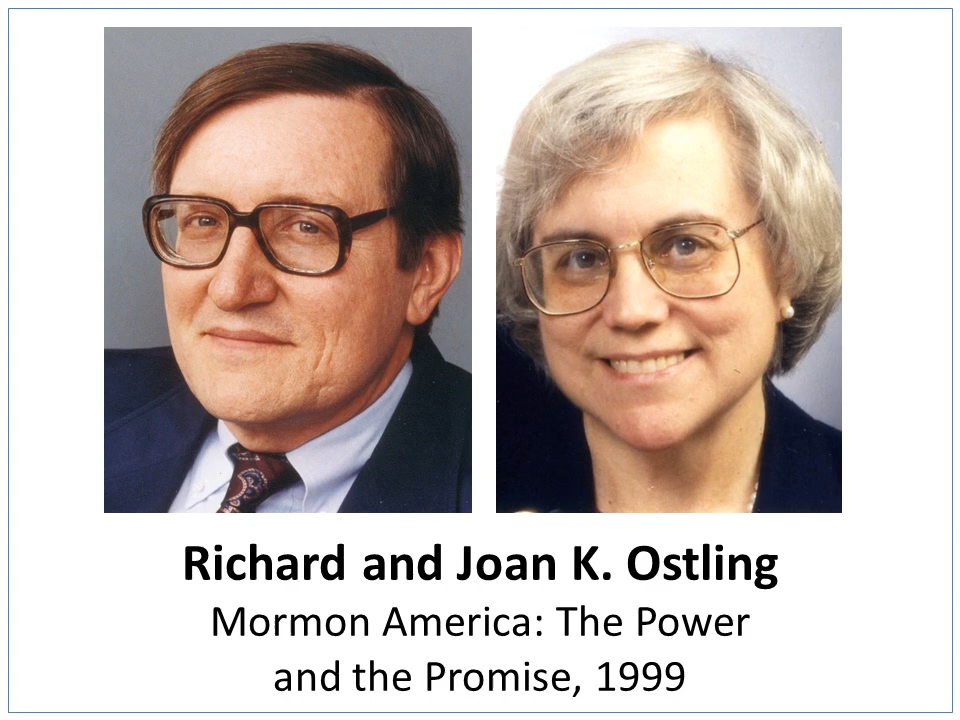 Richard and Joan K. Ostling
Mormon America: The Power
and the Promise, 1999